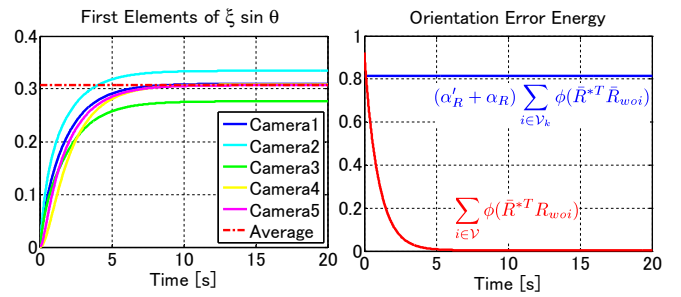 First Elements of ξ sin θ
0.4
0.3
0.2
0.1
0
0
5
10
15
20
Time [s]
Camera1
Camera2
Camera3
Camera4
Camera5
Average
Orientation Error Energy
1
0.8
0.6
0.4
0.2
0
0
5
10
15
20
Time [s]
(α′_R + α_R) ∑_{i∈𝒱_k} ϕ(R̄^{*T} R̄_{woi})
∑_{i∈𝒱} ϕ(R̄^{*T} R_{woi})